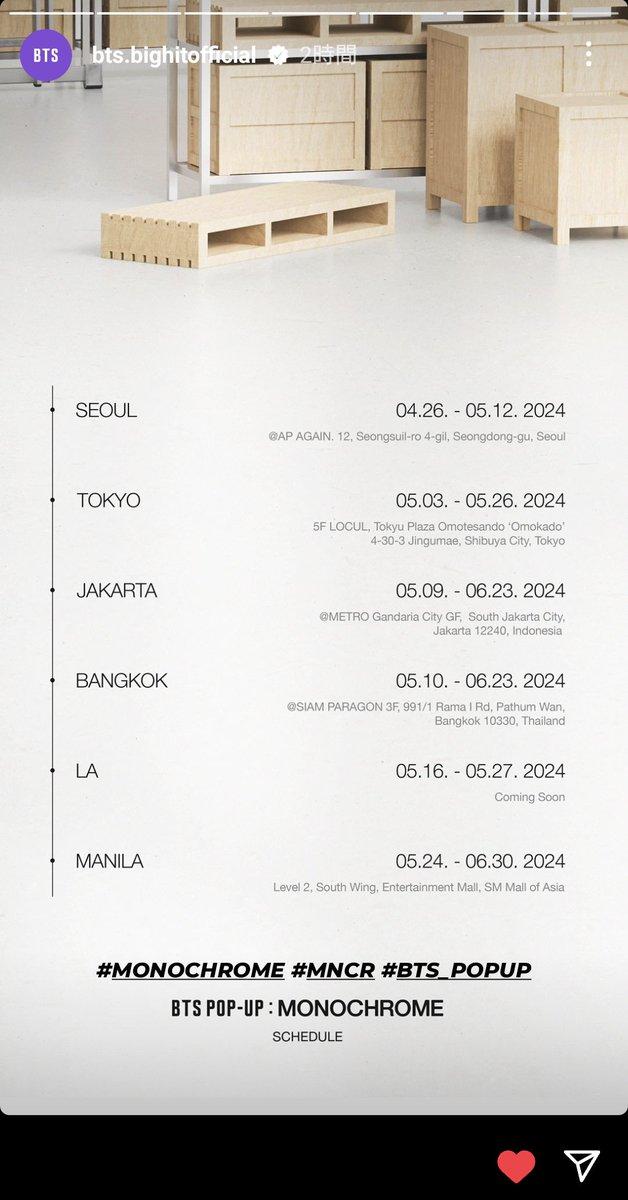 BTS bts.bighitofficial 2時間
SEOUL 04.26. - 05.12. 2024
@AP AGAIN. 12, Seongsuil-ro 4-gil, Seongdong-gu, Seoul
TOKYO 05.03. - 05.26. 2024
5F LOCUL, Tokyu Plaza Omotesando ‘Omokado’
4-30-3 Jingumae, Shibuya City, Tokyo
JAKARTA 05.09. - 06.23. 2024
@METRO Gandaria City GF, South Jakarta City,
Jakarta 12240, Indonesia
BANGKOK 05.10. - 06.23. 2024
@SIAM PARAGON 3F, 991/1 Rama I Rd, Pathum Wan,
Bangkok 10330, Thailand
LA 05.16. - 05.27. 2024
Coming Soon
MANILA 05.24. - 06.30. 2024
Level 2, South Wing, Entertainment Mall, SM Mall of Asia
#MONOCHROME #MNCR #BTS_POPUP
BTS POP-UP : MONOCHROME
SCHEDULE